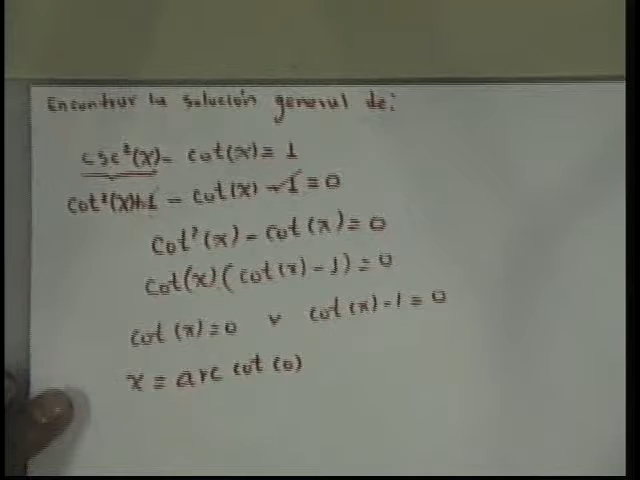 Encontrar la solución general de:
csc²(x) - cot(x) = 1
cot²(x)+1 - cot(x) - 1 = 0
cot²(x) - cot(x) = 0
cot(x)(cot(x) - 1) = 0
cot(x) = 0 v cot(x) - 1 = 0
x = arc cot(0)